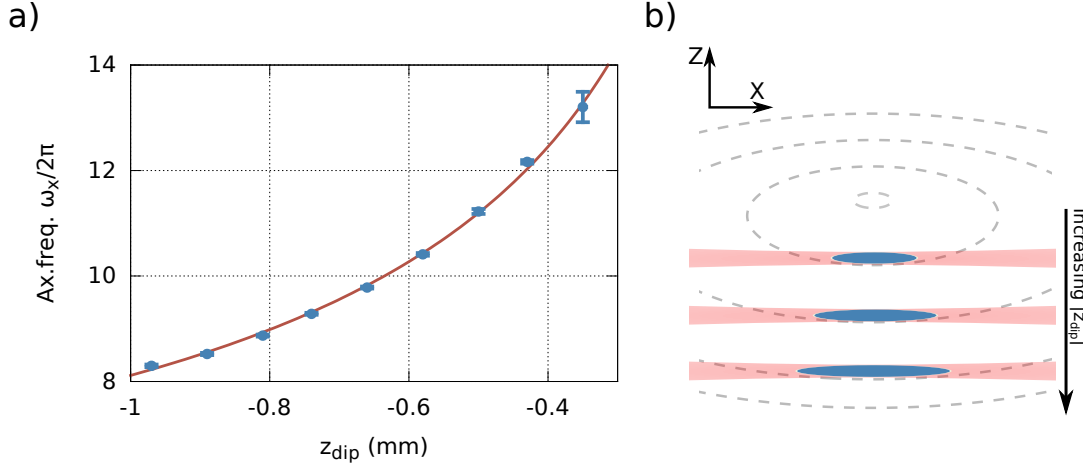 a)
14
12
10
8
-1
-0.8
-0.6
-0.4
Ax.freq. ωx/2π
zdip (mm)
b)
Z
X
Increasing |zdip|